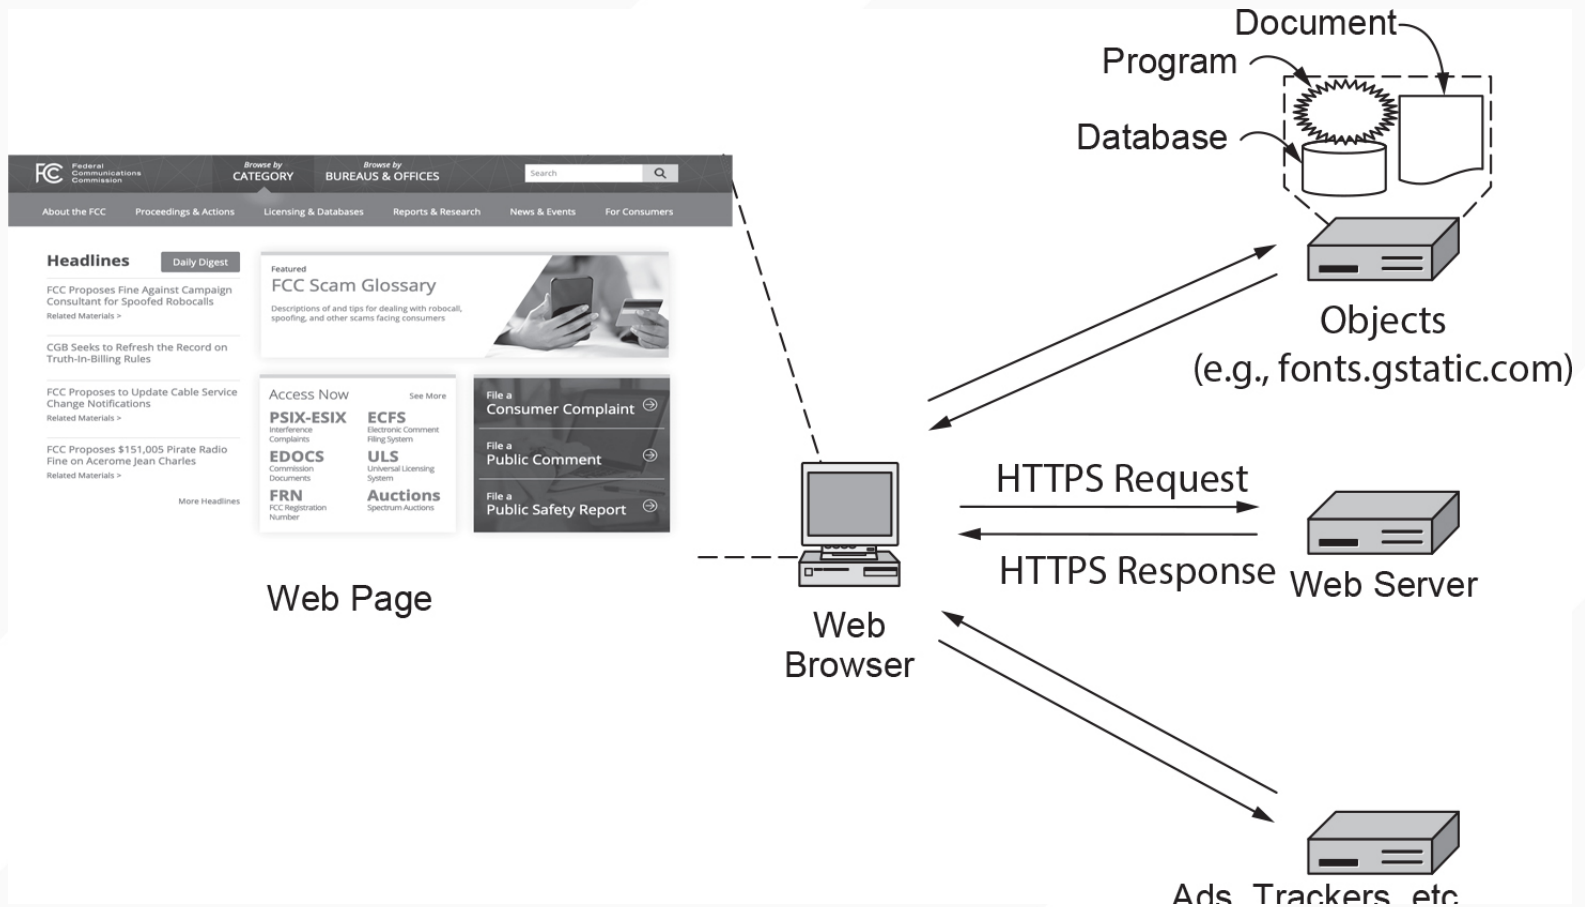 Document
Program
Database
FCC Federal
Communications
Commission
Browse by
CATEGORY
Browse by
BUREAUS & OFFICES
Search
About the FCC
Proceedings & Actions
Licensing & Databases
Reports & Research
News & Events
For Consumers
Headlines
Daily Digest
FCC Proposes Fine Against Campaign
Consultant for Spoofed Robocalls
Related Materials >
CGB Seeks to Refresh the Record on
Truth-In-Billing Rules
FCC Proposes to Update Cable Service
Change Notifications
Related Materials >
FCC Proposes $151,005 Pirate Radio
Fine on Acerome Jean Charles
Related Materials >
More Headlines
Featured
FCC Scam Glossary
Descriptions of and tips for dealing with robocall,
spoofing, and other scams facing consumers
Access Now
See More
PSIX-ESIX
Interference
Complaints
ECFS
Electronic Comment
Filing System
EDOCS
Commission
Documents
ULS
Universal Licensing
System
FRN
FCC Registration
Number
Auctions
Spectrum Auctions
File a
Consumer Complaint
File a
Public Comment
File a
Public Safety Report
Web Page
Web
Browser
Objects
(e.g., fonts.gstatic.com)
HTTPS Request
HTTPS Response
Web Server
Ads, Trackers, etc